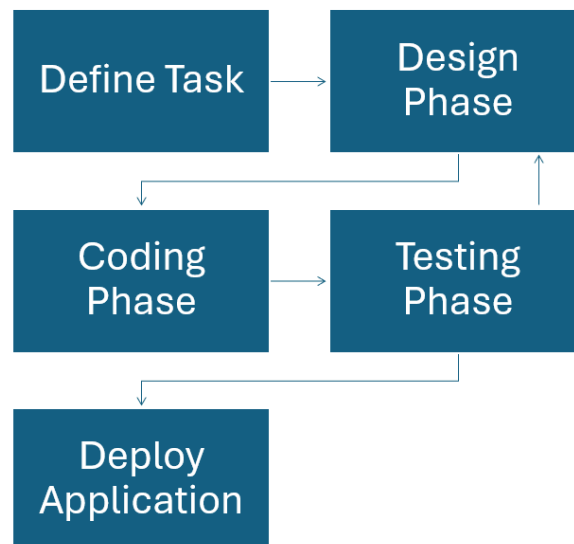 Define Task
Design
Phase
Coding
Phase
Testing
Phase
Deploy
Application